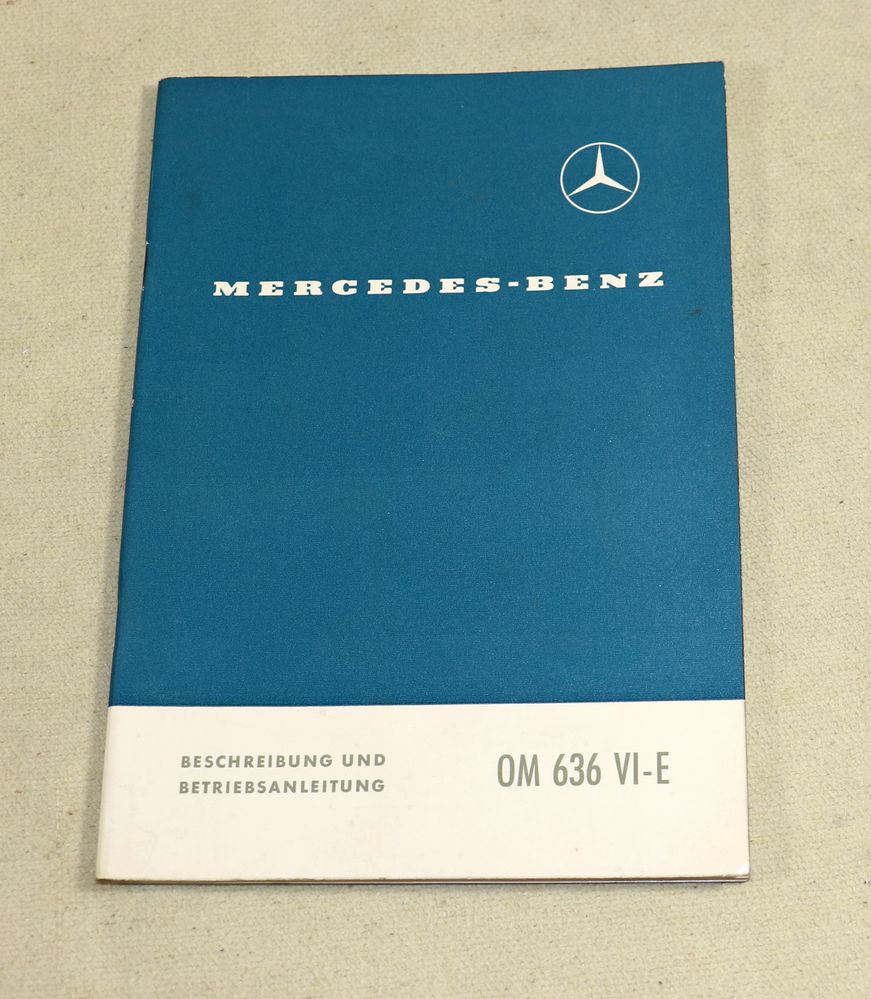 MERCEDES-BENZ
BESCHREIBUNG UND
BETRIEBSANLEITUNG
OM 636 VI-E